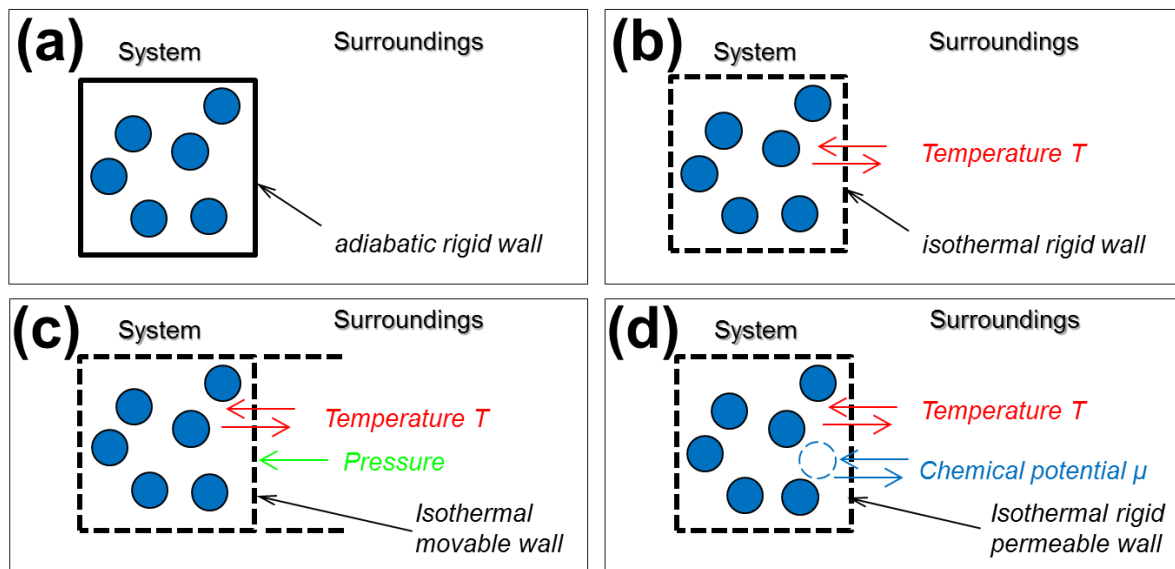 (a)
System
Surroundings
adiabatic rigid wall
(b)
System
Surroundings
Temperature T
isothermal rigid wall
(c)
System
Surroundings
Temperature T
Pressure
Isothermal
movable wall
(d)
System
Surroundings
Temperature T
Chemical potential μ
Isothermal rigid
permeable wall